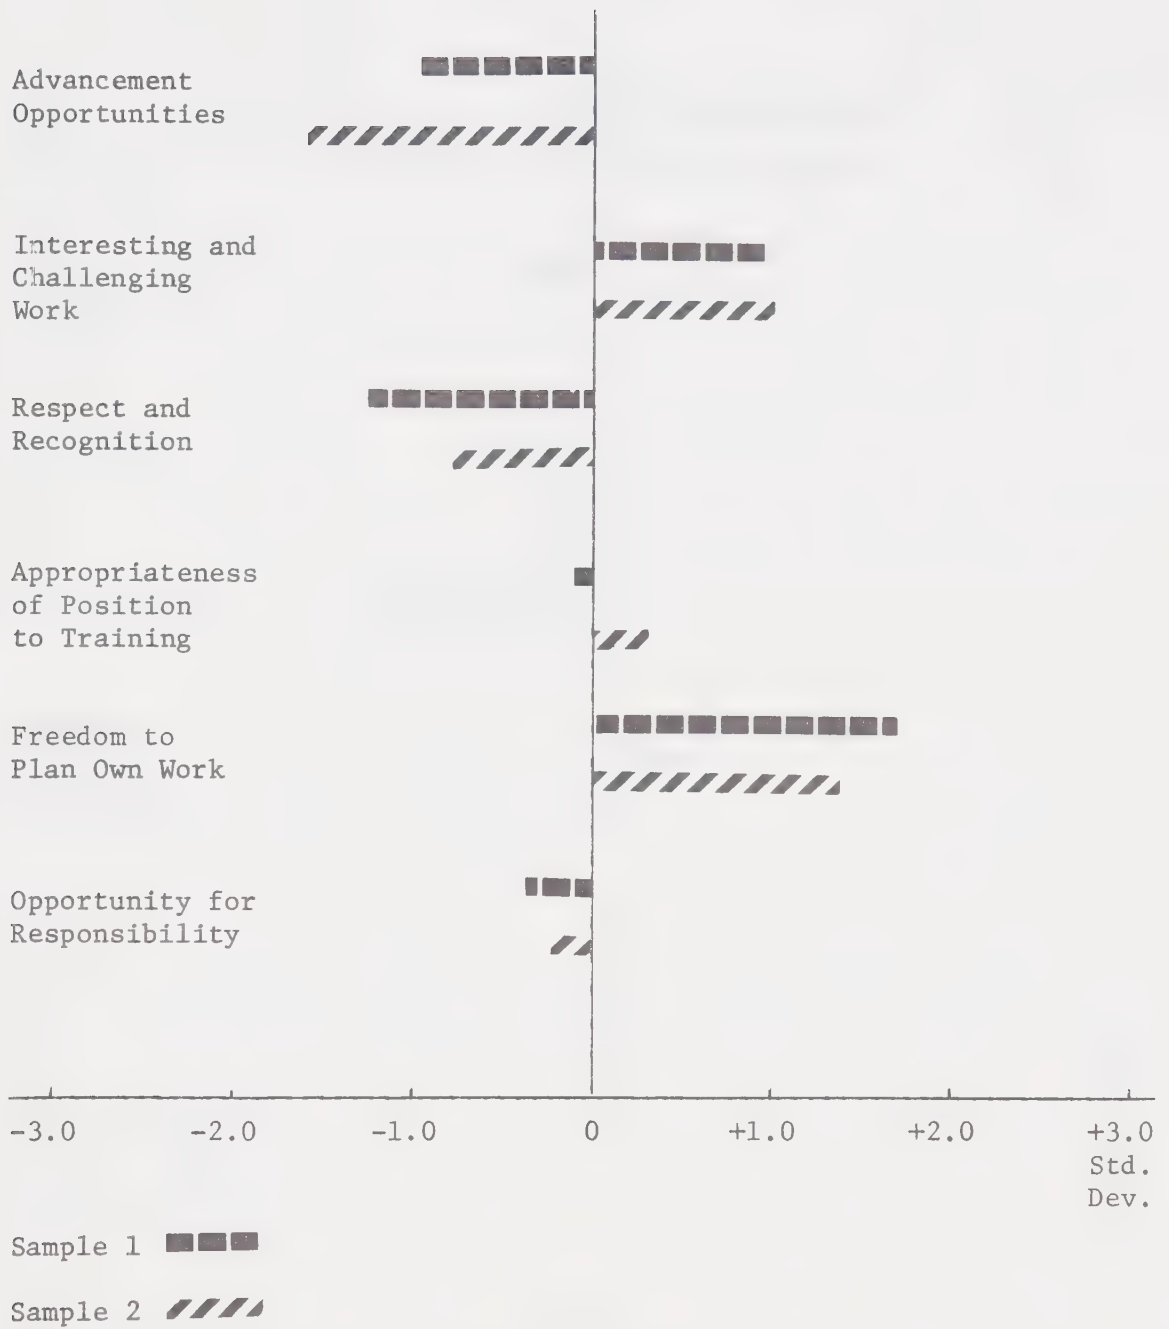 Advancement
Opportunities
Interesting and
Challenging
Work
Respect and
Recognition
Appropriateness
of Position
to Training
Freedom to
Plan Own Work
Opportunity for
Responsibility
-3.0 -2.0 -1.0 0 +1.0 +2.0 +3.0
Std.
Dev.
Sample 1
Sample 2